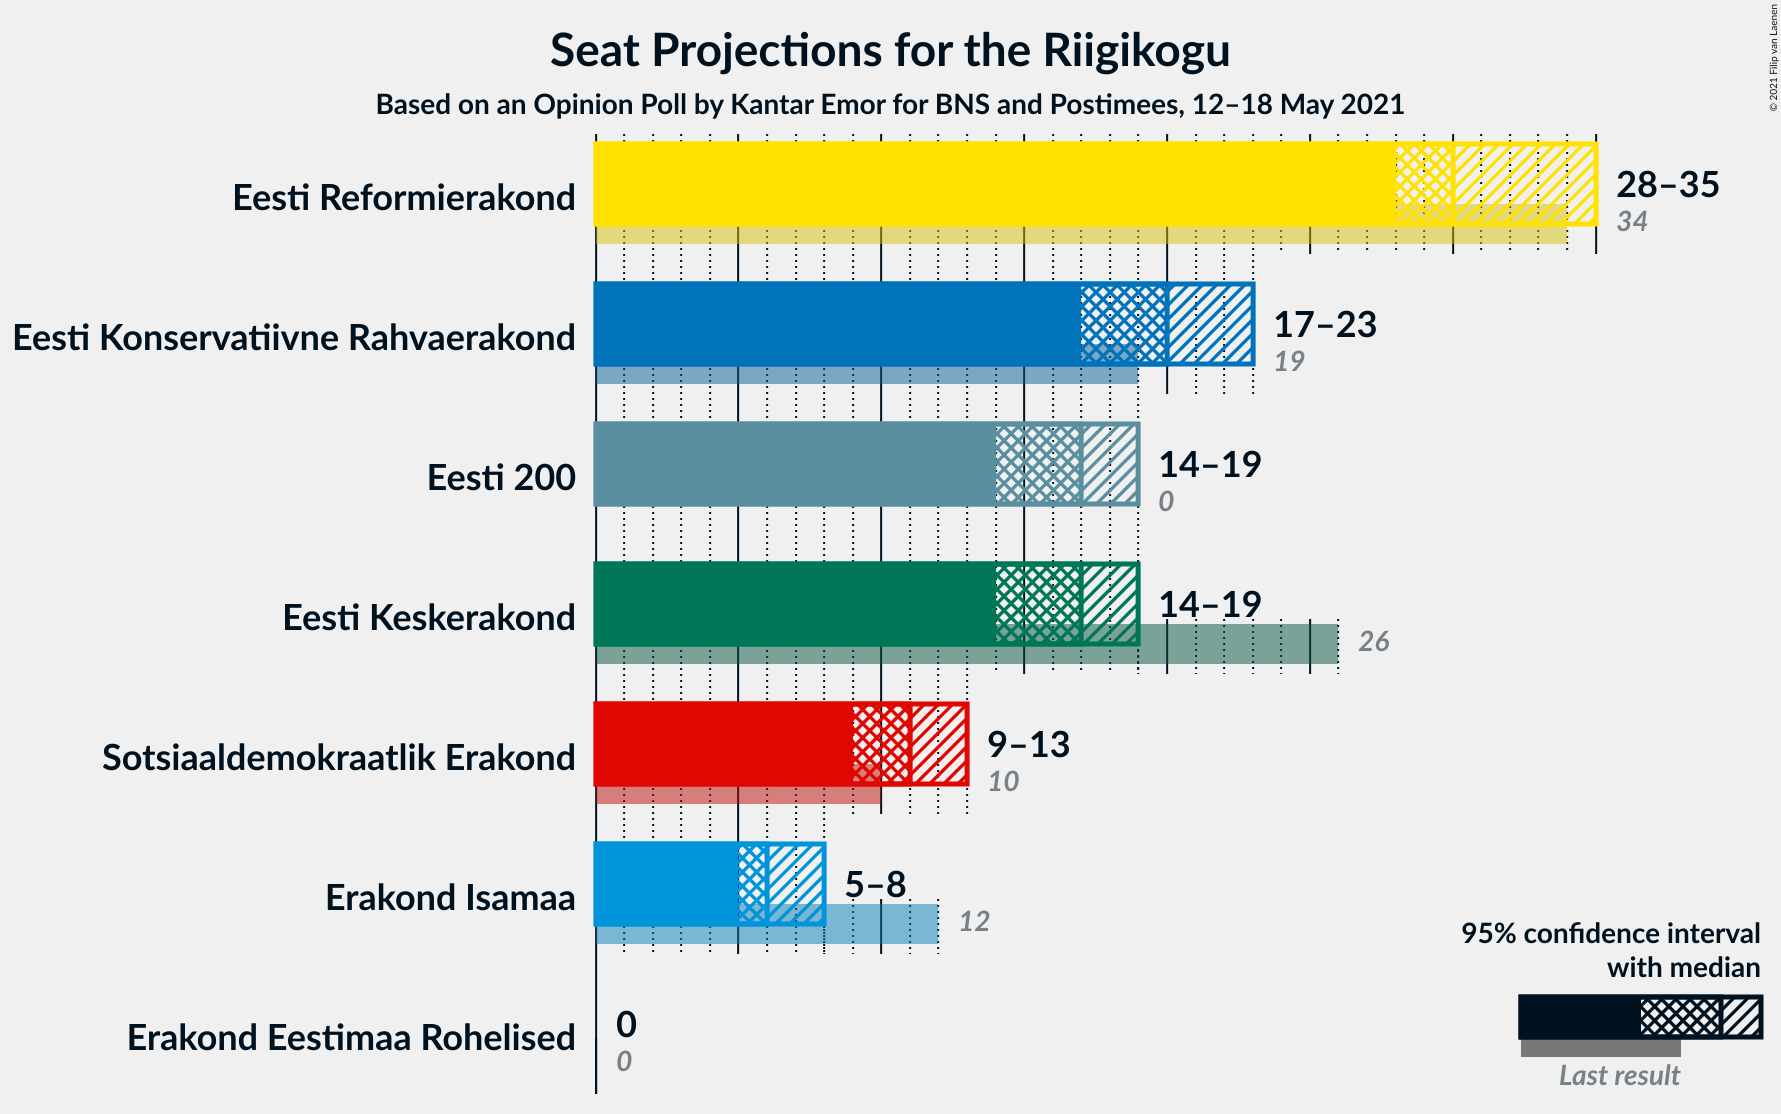 Seat Projections for the Riigikogu
Based on an Opinion Poll by Kantar Emor for BNS and Postimees, 12–18 May 2021
© 2021 Filip van Laenen
Eesti Reformierakond
28–35
34
Eesti Konservatiivne Rahvaerakond
17–23
19
Eesti 200
14–19
0
Eesti Keskerakond
14–19
26
Sotsiaaldemokraatlik Erakond
9–13
10
Erakond Isamaa
5–8
12
Erakond Eestimaa Rohelised
0
0
95% confidence interval
with median
Last result